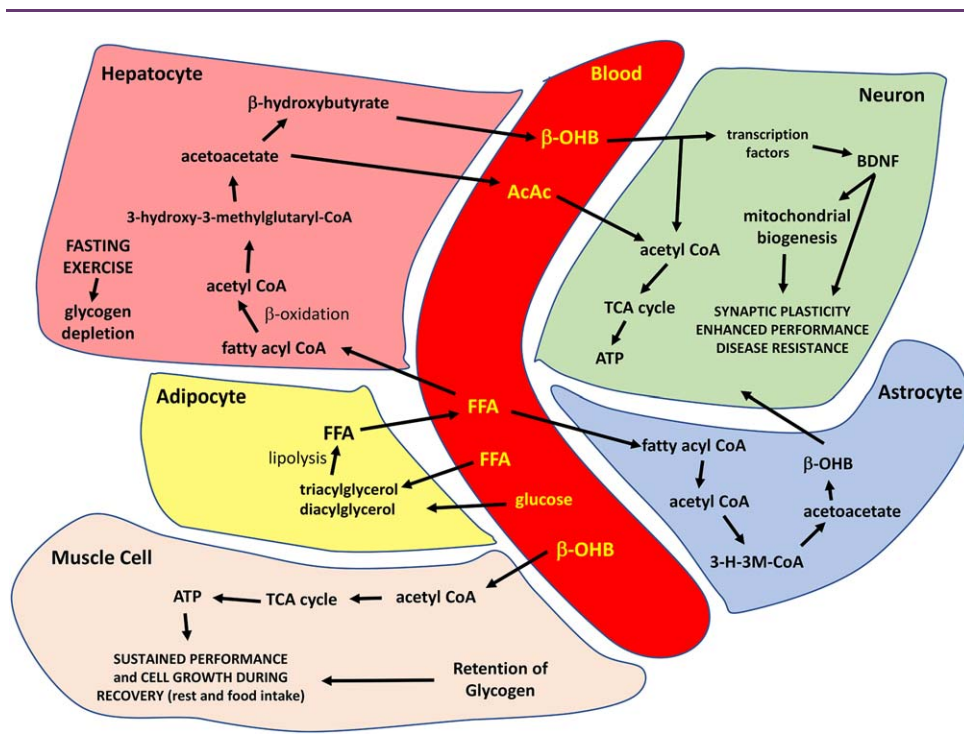 Hepatocyte
β-hydroxybutyrate
acetoacetate
3-hydroxy-3-methylglutaryl-CoA
FASTING
EXERCISE
glycogen
depletion
acetyl CoA
β-oxidation
fatty acyl CoA
Blood
β-OHB
AcAc
FFA
FFA
glucose
β-OHB
Neuron
transcription
factors
BDNF
mitochondrial
biogenesis
acetyl CoA
TCA cycle
ATP
SYNAPTIC PLASTICITY
ENHANCED PERFORMANCE
DISEASE RESISTANCE
Adipocyte
FFA
lipolysis
triacylglycerol
diacylglycerol
Astrocyte
fatty acyl CoA
acetyl CoA
3-H-3M-CoA
acetoacetate
β-OHB
Muscle Cell
ATP
TCA cycle
acetyl CoA
SUSTAINED PERFORMANCE
and CELL GROWTH DURING
RECOVERY (rest and food intake)
Retention of
Glycogen